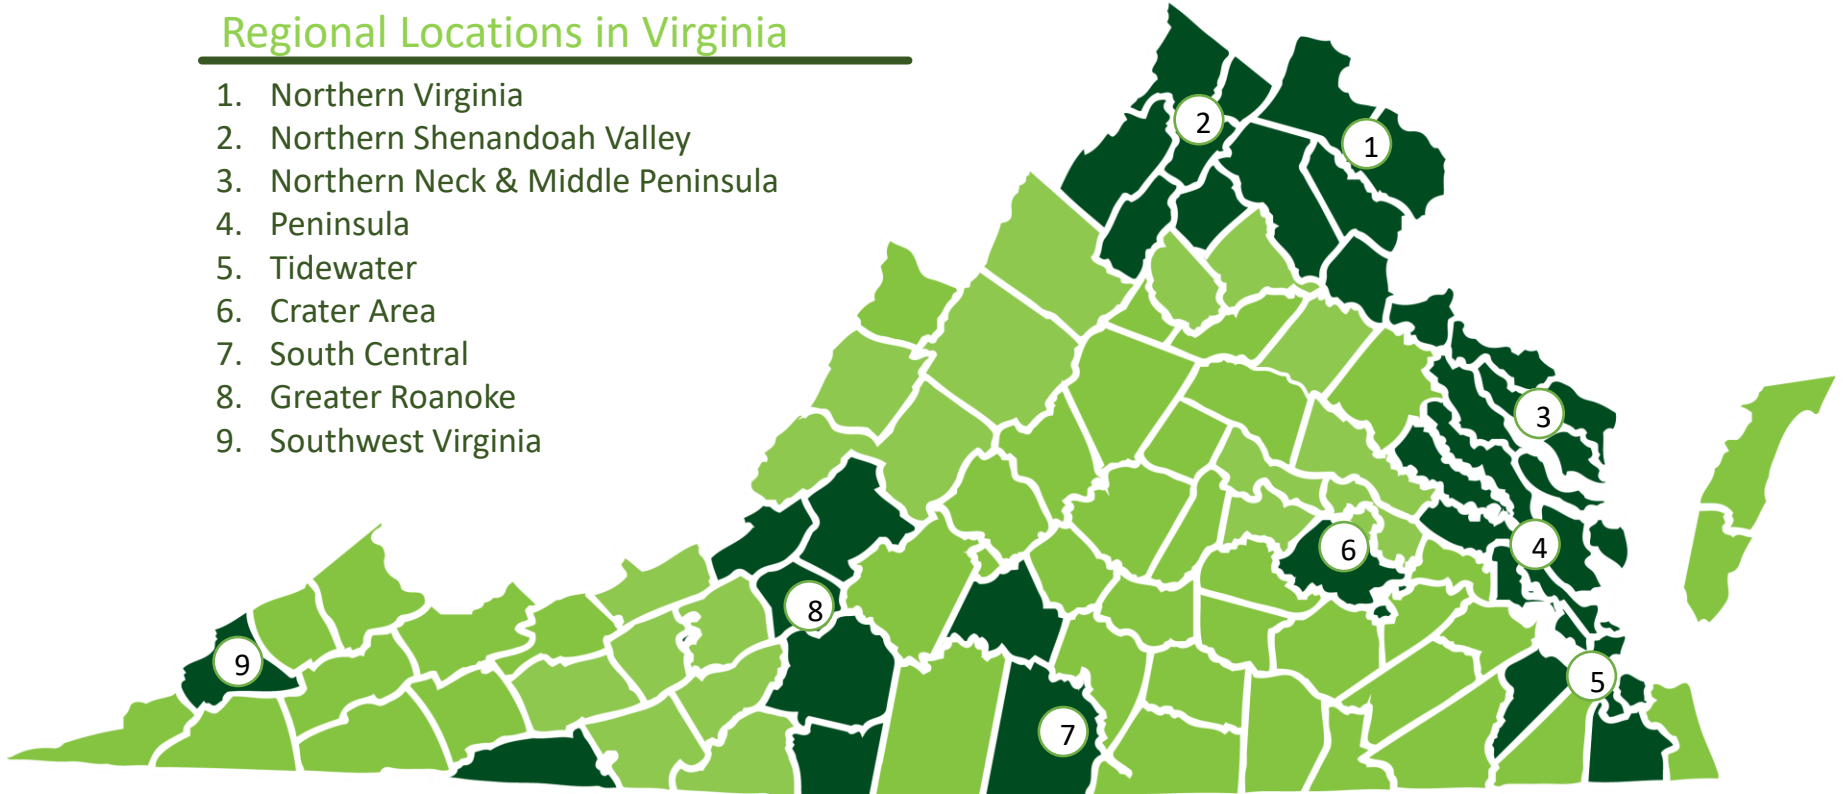 Regional Locations in Virginia
1. Northern Virginia
2. Northern Shenandoah Valley
3. Northern Neck & Middle Peninsula
4. Peninsula
5. Tidewater
6. Crater Area
7. South Central
8. Greater Roanoke
9. Southwest Virginia
2
1
3
4
6
8
9
5
7